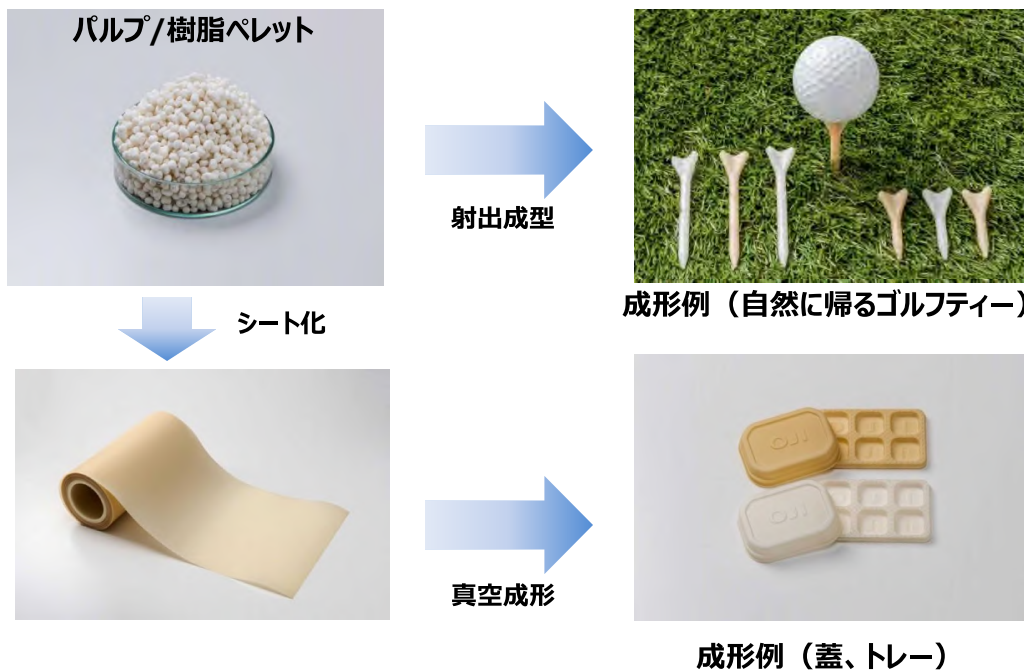 パルプ/樹脂ペレット
射出成型
成形例（自然に帰るゴルフティー）
シート化
真空成形
OJI
OJI
成形例（蓋、トレー）